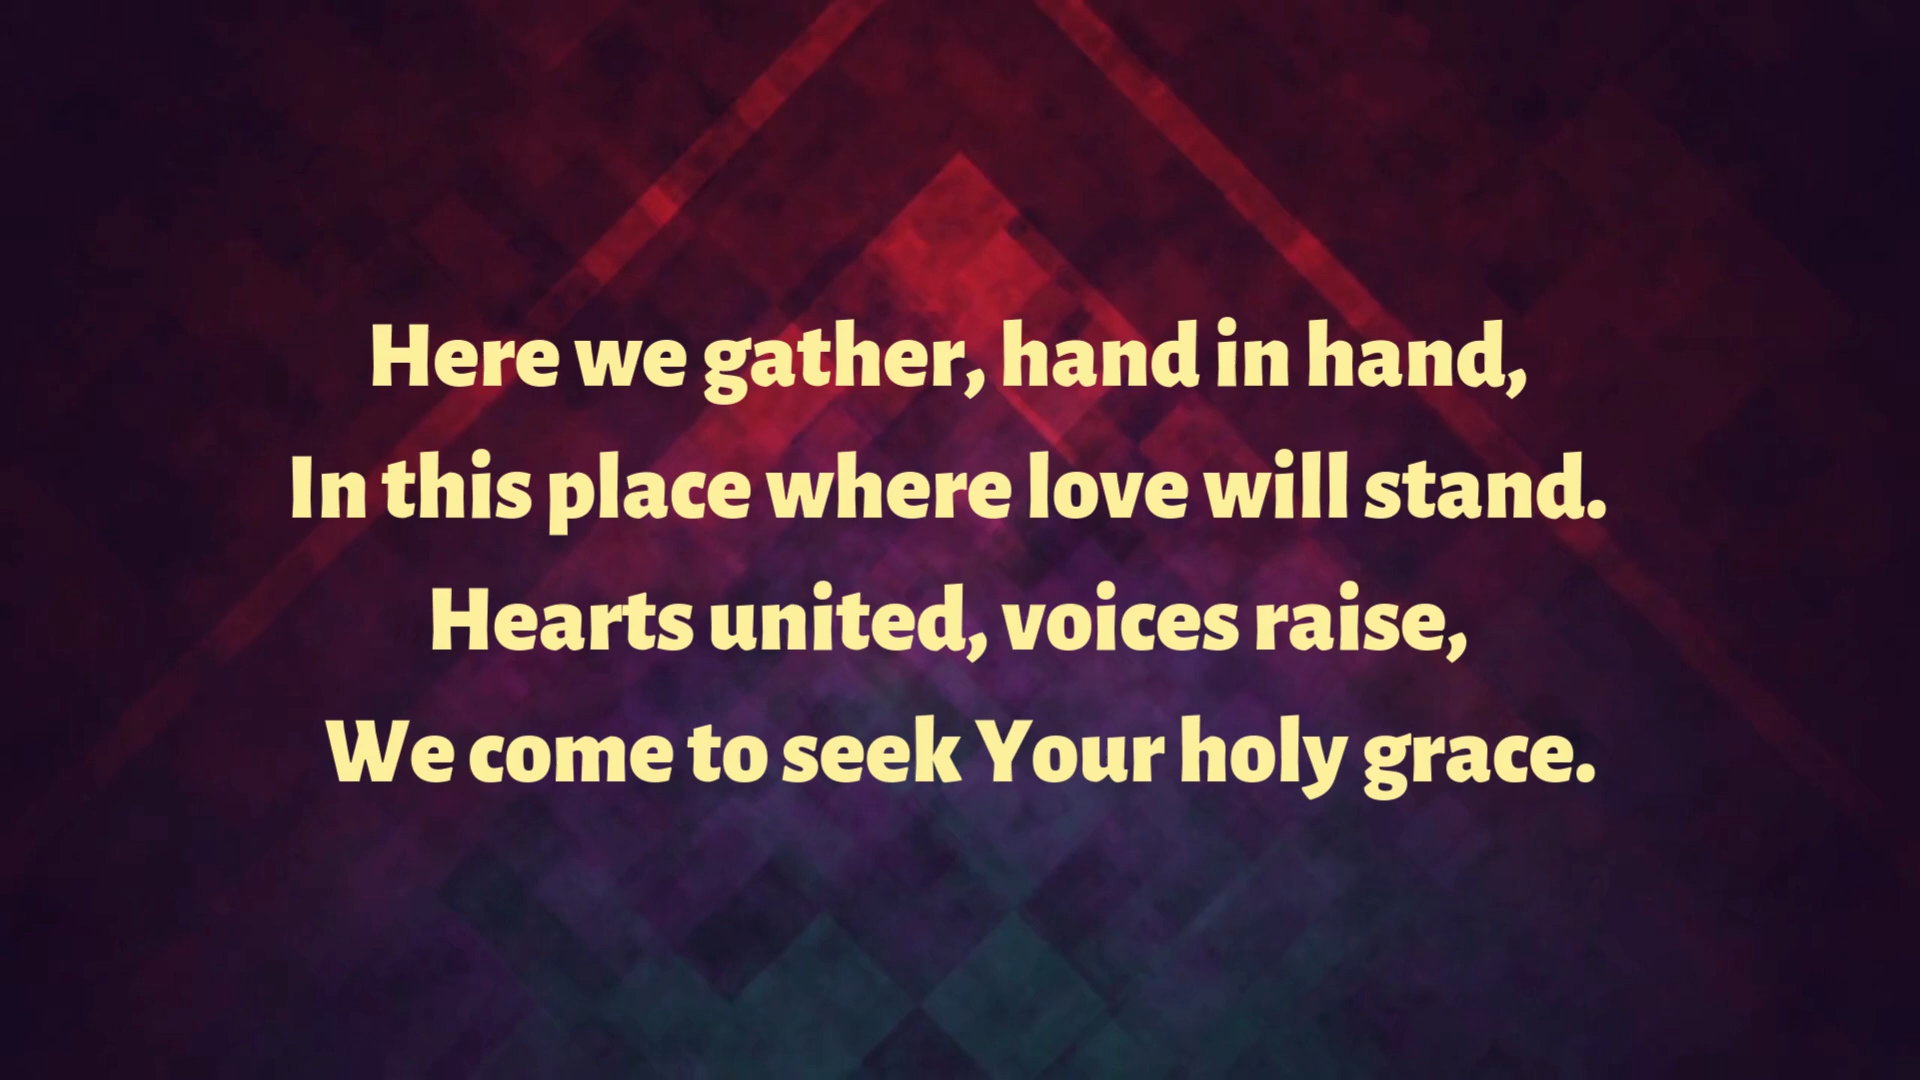 Here we gather, hand in hand,
In this place where love will stand.
Hearts united, voices raise,
We come to seek Your holy grace.